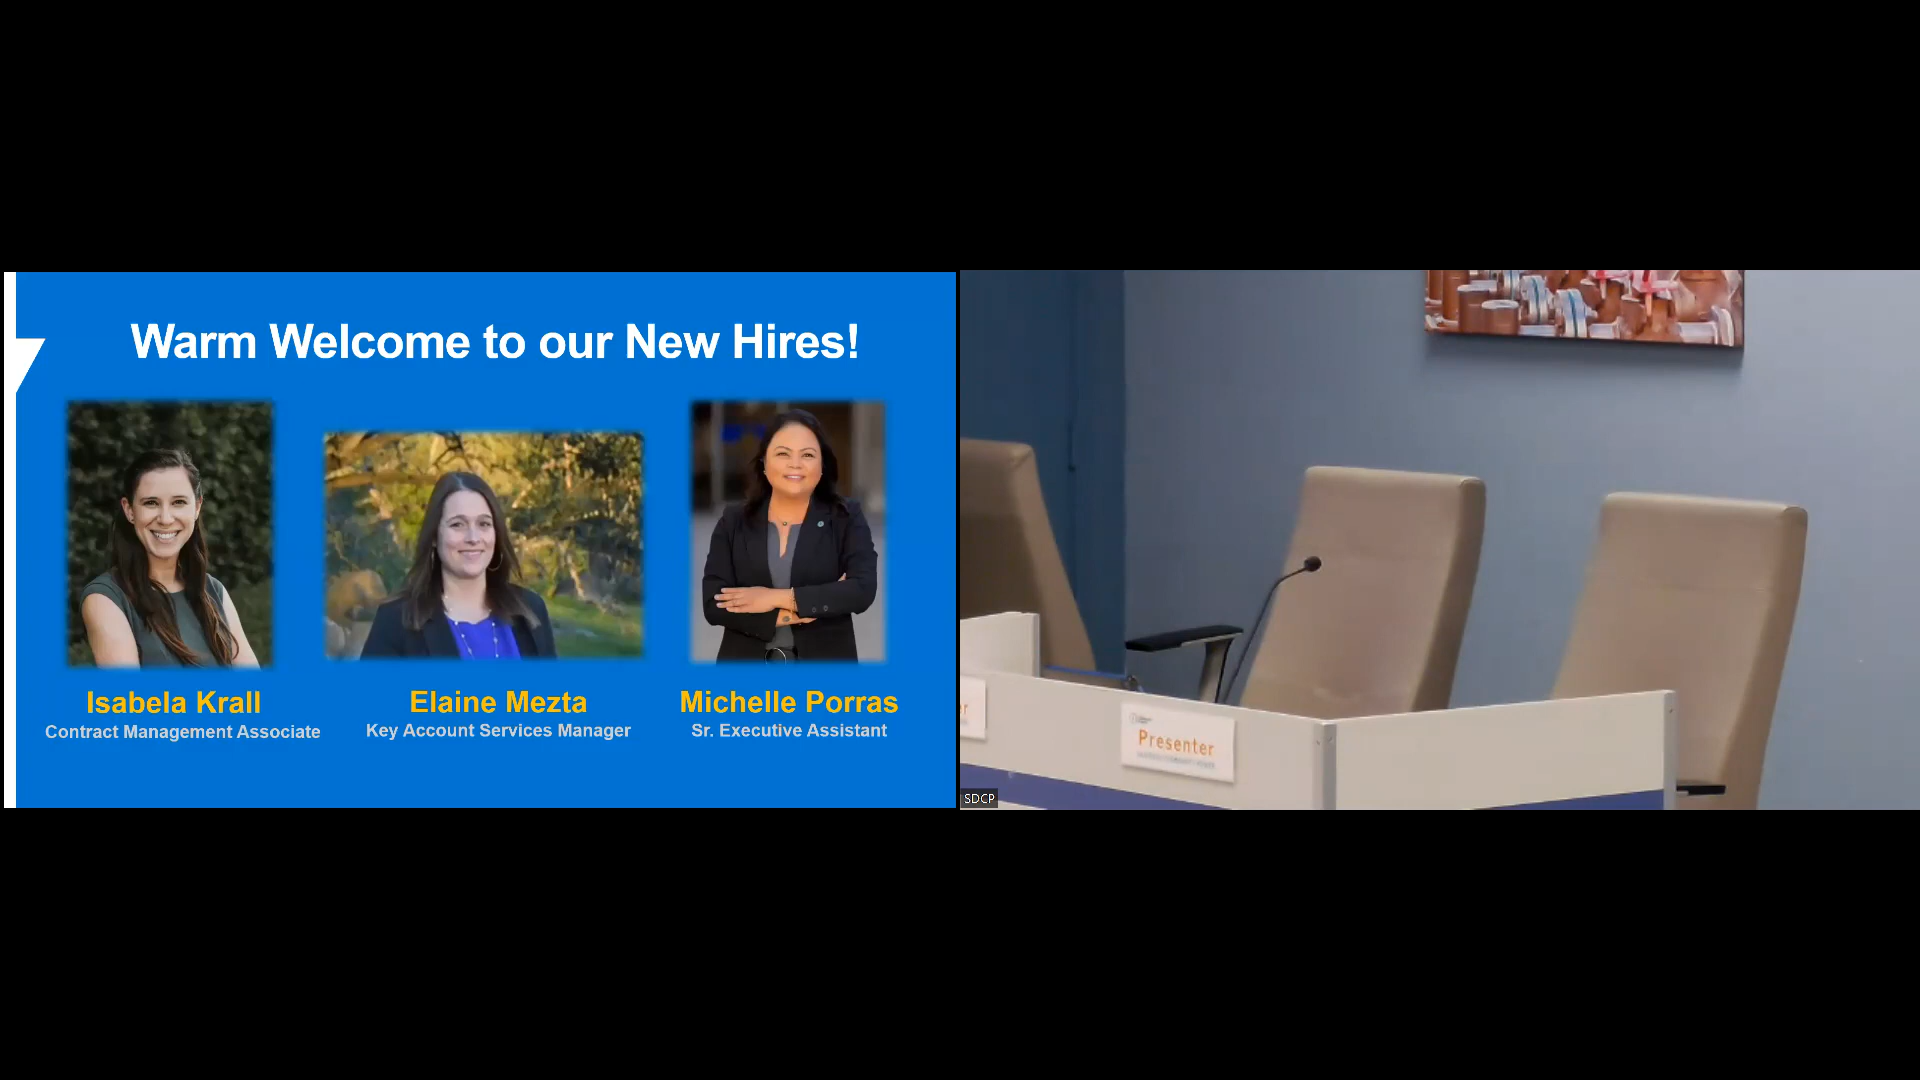 Warm Welcome to our New Hires!
Isabela Krall
Contract Management Associate
Elaine Mezta
Key Account Services Manager
Michelle Porras
Sr. Executive Assistant
Presenter
SDCP